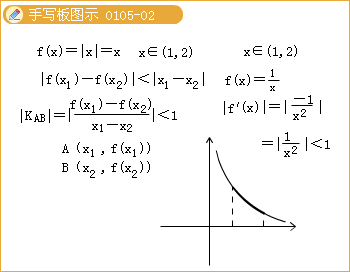 手写板图示 0105-02
f(x)=|x|=x   x∈(1,2)   x∈(1,2)
|f(x₁)-f(x₂)|<|x₁-x₂|   f(x)=1/x
|K_AB|=|(f(x₁)-f(x₂))/(x₁-x₂)|<1   |f′(x)|=|-1/x²|
A (x₁ , f(x₁))   =|1/x²|<1
B (x₂ , f(x₂))